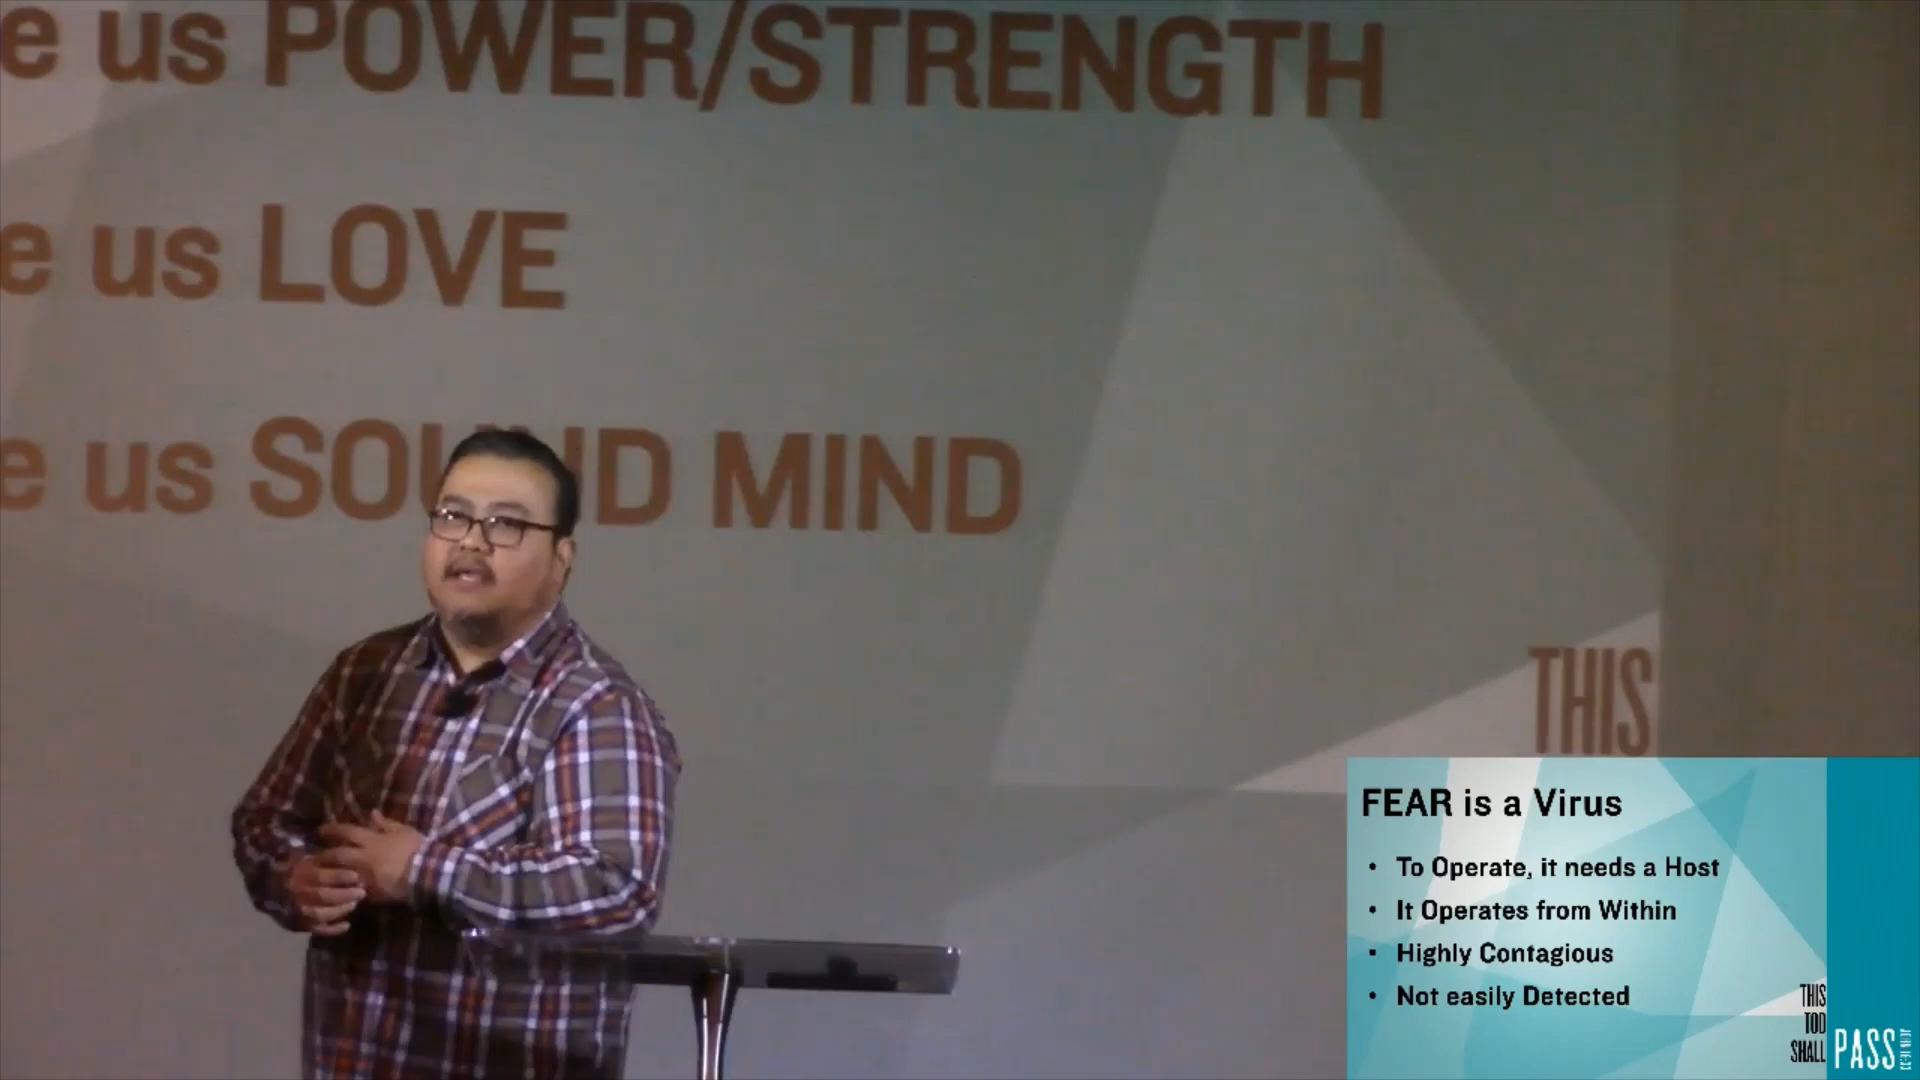 e us POWER/STRENGTH
e us LOVE
e us SOUND MIND
THIS
FEAR is a Virus
• To Operate, it needs a Host
• It Operates from Within
• Highly Contagious
• Not easily Detected
THIS
TOO
SHALL
PASS